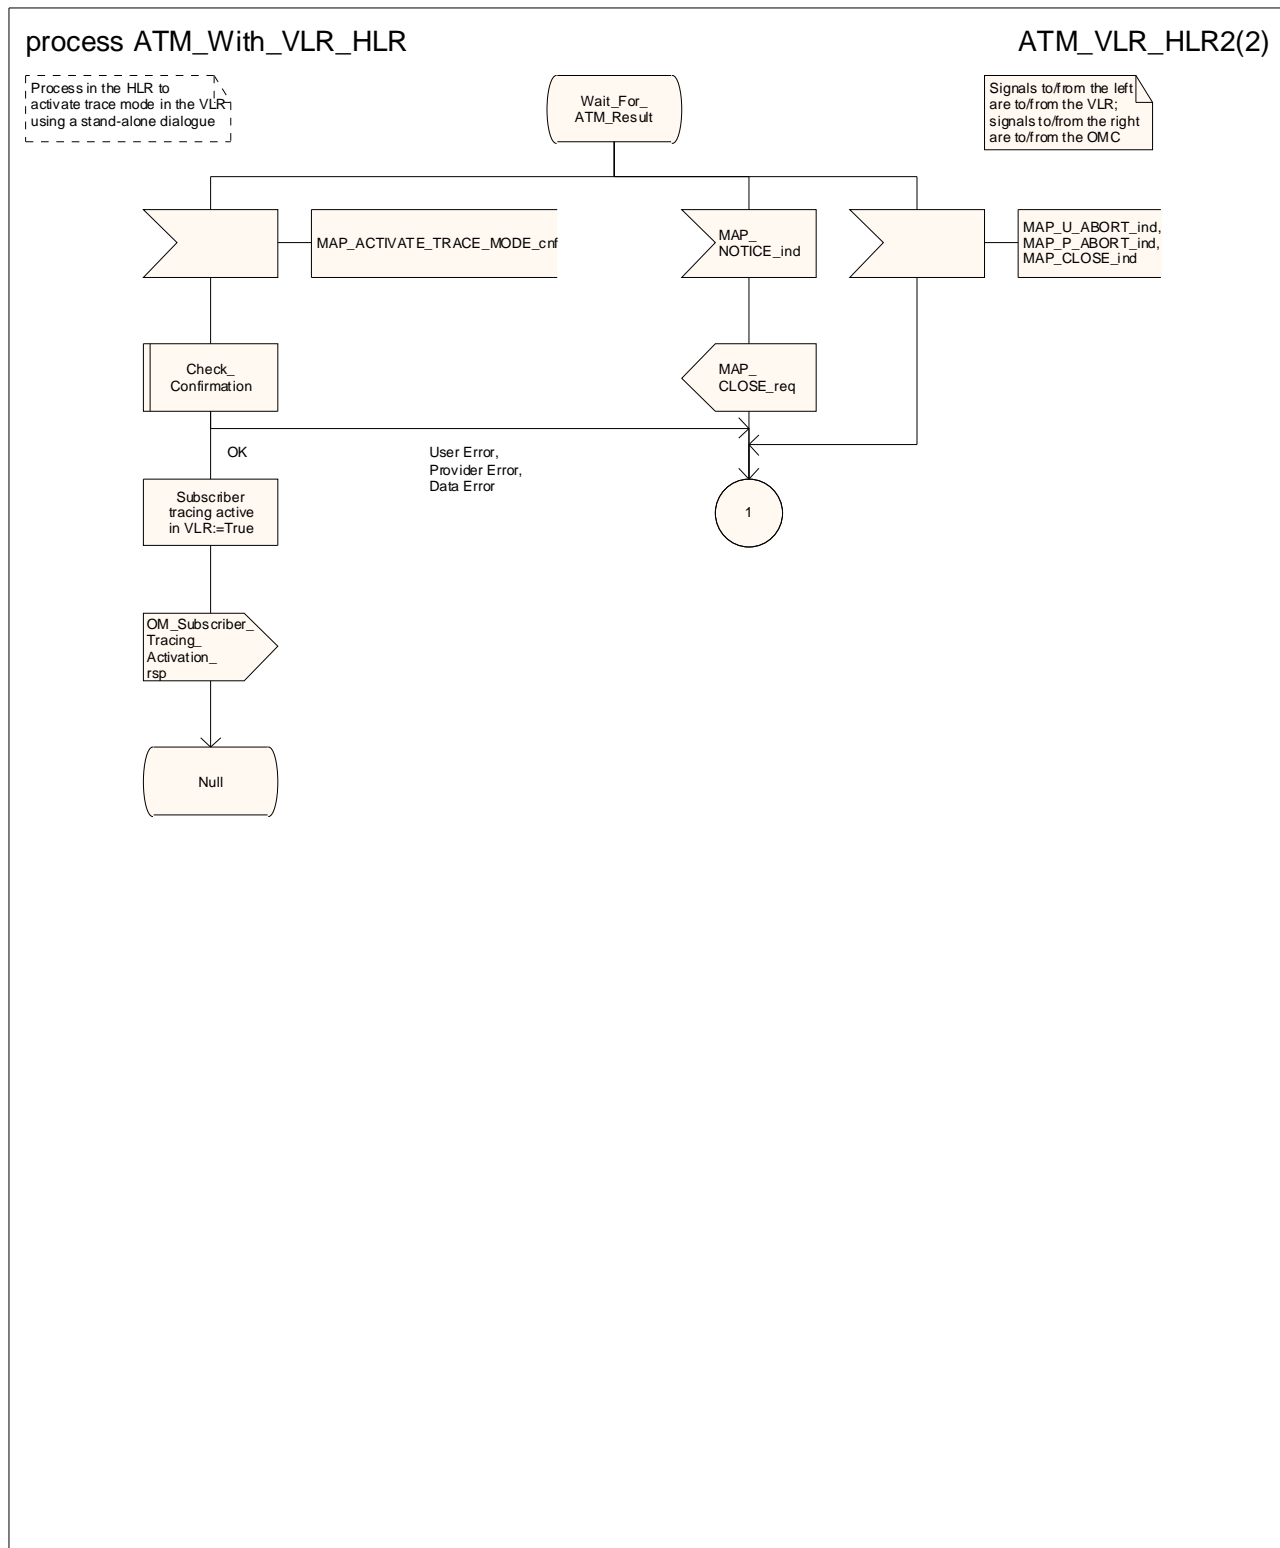 process ATM_With_VLR_HLR
ATM_VLR_HLR2(2)
Process in the HLR to
activate trace mode in the VLR
using a stand-alone dialogue
Wait_For_
ATM_Result
Signals to/from the left
are to/from the VLR;
signals to/from the right
are to/from the OMC
MAP_ACTIVATE_TRACE_MODE_cnf
MAP_
NOTICE_ind
MAP_U_ABORT_ind,
MAP_P_ABORT_ind,
MAP_CLOSE_ind
Check_
Confirmation
MAP_
CLOSE_req
OK
User Error,
Provider Error,
Data Error
Subscriber
tracing active
in VLR:=True
1
OM_Subscriber_
Tracing_
Activation_
rsp
Null